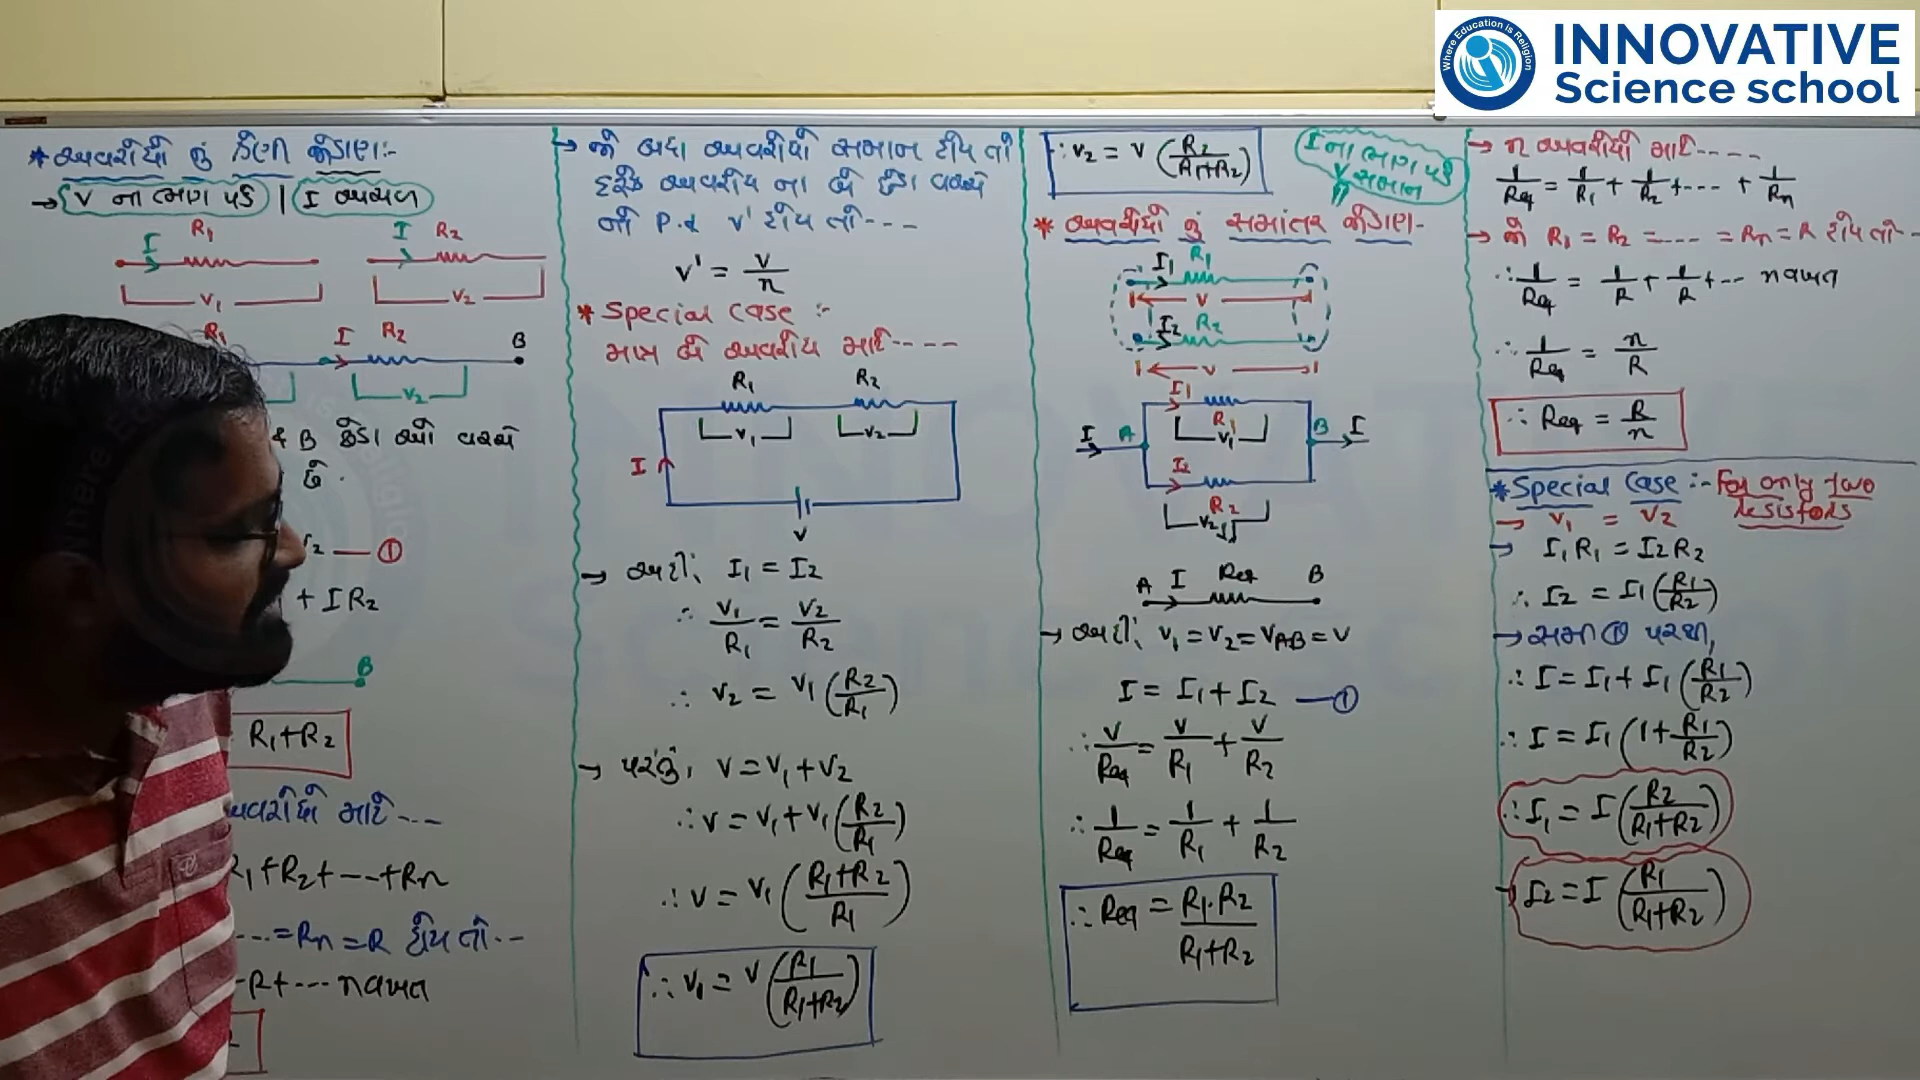 INNOVATIVE
Science school
Where Education is Religion
* અવરોધો નું શ્રેણી જોડાણ:-
→ V ના ભાગ પડે | I અચળ
I R₁ I R₂
V₁ V₂
R₁ I R₂ B
V₂
& B છેડા ઓ વચ્ચે
છે.
V₂ — ①
+ I R₂
B
R₁+R₂
અવરોધો માટે ---
R₁+R₂+---+Rn
---=Rn=R હોય તો--
R+--- n વખત
→ જો બધા અવરોધો સમાન હોય તો
દરેક અવરોધ ના બે છેડા વચ્ચે
નો P.d V' હોય તો---
V' = V/n
* Special Case :-
માત્ર બે અવરોધ માટે----
R₁ R₂
V₁ V₂
I
V
→ અહીં, I₁ = I₂
∴ V₁/R₁ = V₂/R₂
∴ V₂ = V₁ (R₂/R₁)
→ પરંતુ, V=V₁+V₂
∴ V = V₁+V₁ (R₂/R₁)
∴ V = V₁ ((R₁+R₂)/R₁)
∴ V₁ = V (R₁/(R₁+R₂))
∴ V₂ = V (R₂/(R₁+R₂))
I ના ભાગ પડે
V સમાન
* અવરોધો નું સમાંતર જોડાણ-
I₁ R₁
V
I₂ R₂
V
I₁
I A R₁ V₁ B I
I₂
R₂
V₂
A I Req B
→ અહીં, V₁=V₂=VAB=V
I = I₁+I₂ —①
∴ V/Req = V/R₁ + V/R₂
∴ 1/Req = 1/R₁ + 1/R₂
∴ Req = R₁.R₂/(R₁+R₂)
→ n અવરોધો માટે----
1/Req = 1/R₁ + 1/R₂ +--- + 1/Rn
→ જો R₁ = R₂ =--- = Rn = R હોય તો--
∴ 1/Req = 1/R + 1/R +-- n વખત
∴ 1/Req = n/R
∴ Req = R/n
* Special Case :- For only two
resistors
→ V₁ = V₂
→ I₁R₁ = I₂R₂
∴ I₂ = I₁ (R₁/R₂)
→ સમી ① પરથી,
∴ I = I₁+ I₁ (R₁/R₂)
∴ I = I₁ (1+ R₁/R₂)
∴ I₁ = I (R₂/(R₁+R₂))
→ I₂ = I (R₁/(R₁+R₂))